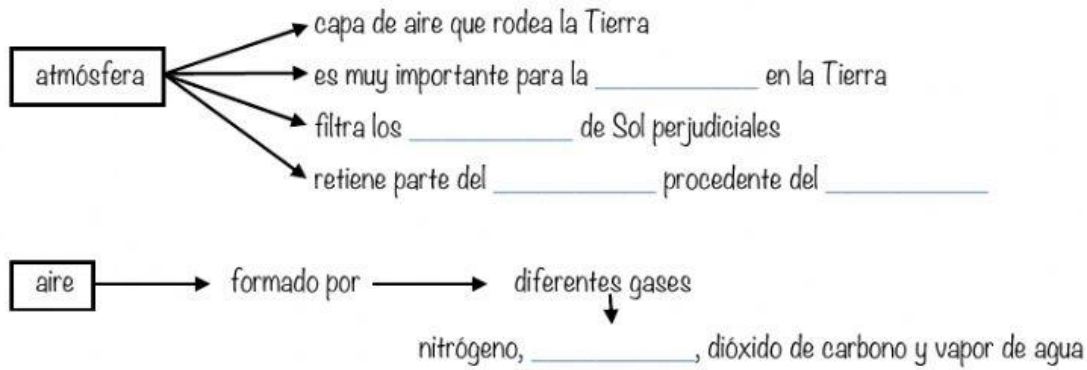 atmósfera
capa de aire que rodea la Tierra
es muy importante para la ____________ en la Tierra
filtra los ____________ de Sol perjudiciales
retiene parte del ____________ procedente del ____________
aire formado por diferentes gases
nitrógeno, ____________, dióxido de carbono y vapor de agua